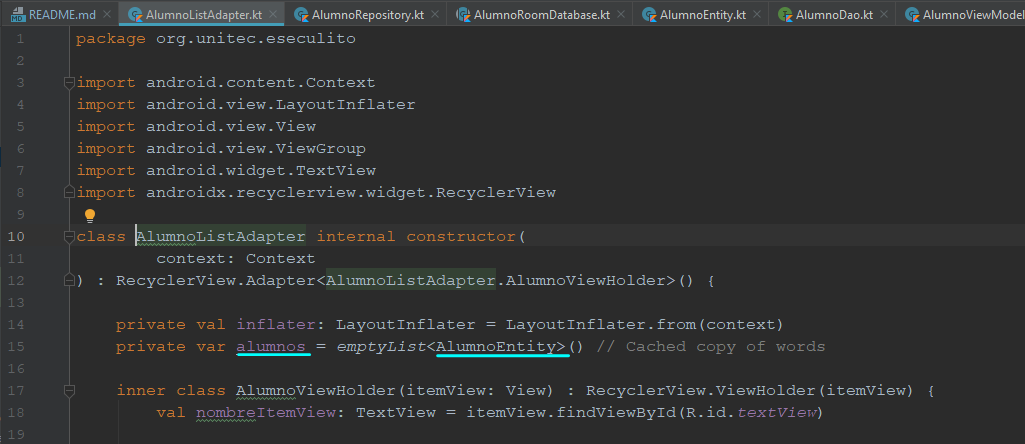 README.md AlumnoListAdapter.kt AlumnoRepository.kt AlumnoRoomDatabase.kt AlumnoEntity.kt AlumnoDao.kt AlumnoViewModel
1 package org.unitec.eseculito
2
3 import android.content.Context
4 import android.view.LayoutInflater
5 import android.view.View
6 import android.view.ViewGroup
7 import android.widget.TextView
8 import androidx.recyclerview.widget.RecyclerView
9
10 class AlumnoListAdapter internal constructor(
11         context: Context
12 ) : RecyclerView.Adapter<AlumnoListAdapter.AlumnoViewHolder>() {
13
14     private val inflater: LayoutInflater = LayoutInflater.from(context)
15     private var alumnos = emptyList<AlumnoEntity>() // Cached copy of words
16
17     inner class AlumnoViewHolder(itemView: View) : RecyclerView.ViewHolder(itemView) {
18         val nombreItemView: TextView = itemView.findViewById(R.id.textView)
19